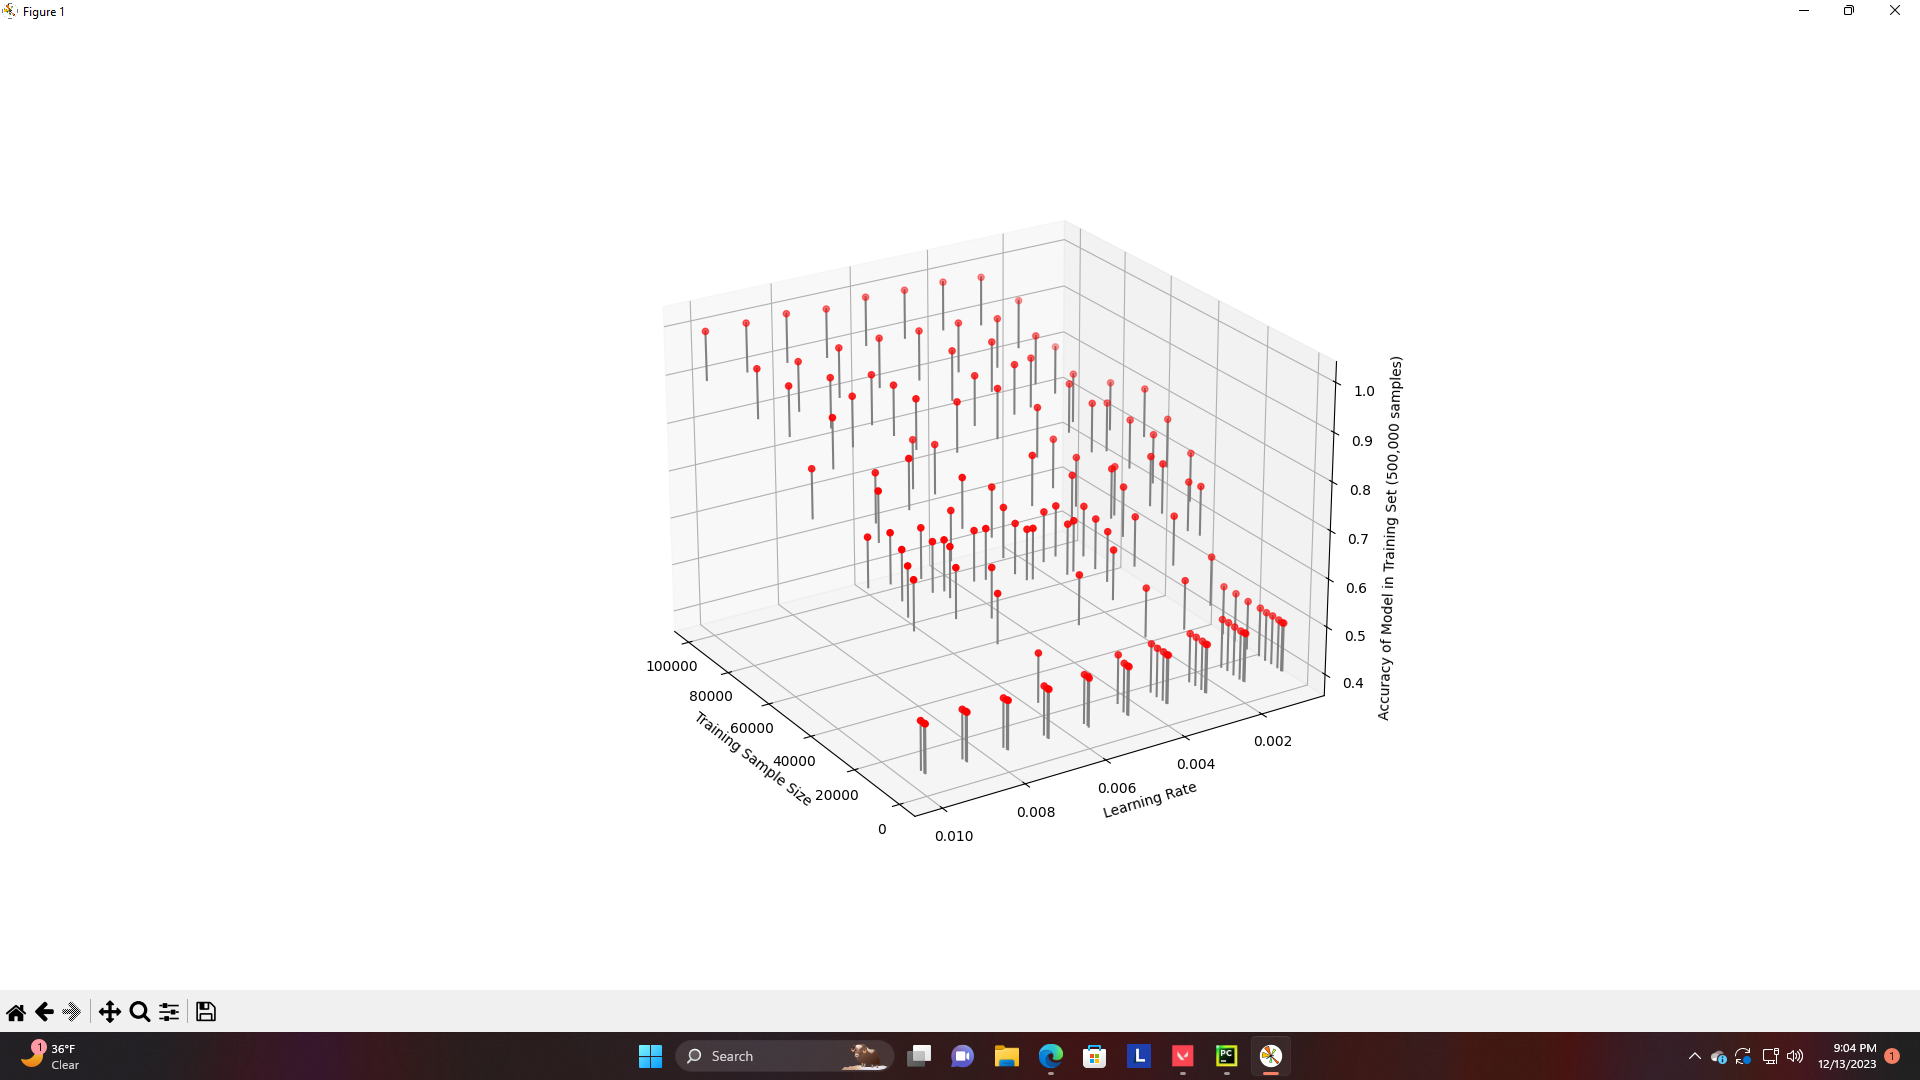 Figure 1
1.0
0.9
0.8
0.7
0.6
0.5
0.4
Accuracy of Model in Training Set (500,000 samples)
100000
80000
60000
40000
20000
0
Training Sample Size
0.010
0.008
0.006
0.004
0.002
Learning Rate
1
36°F
Clear
Search
L
PC
9:04 PM
12/13/2023
1